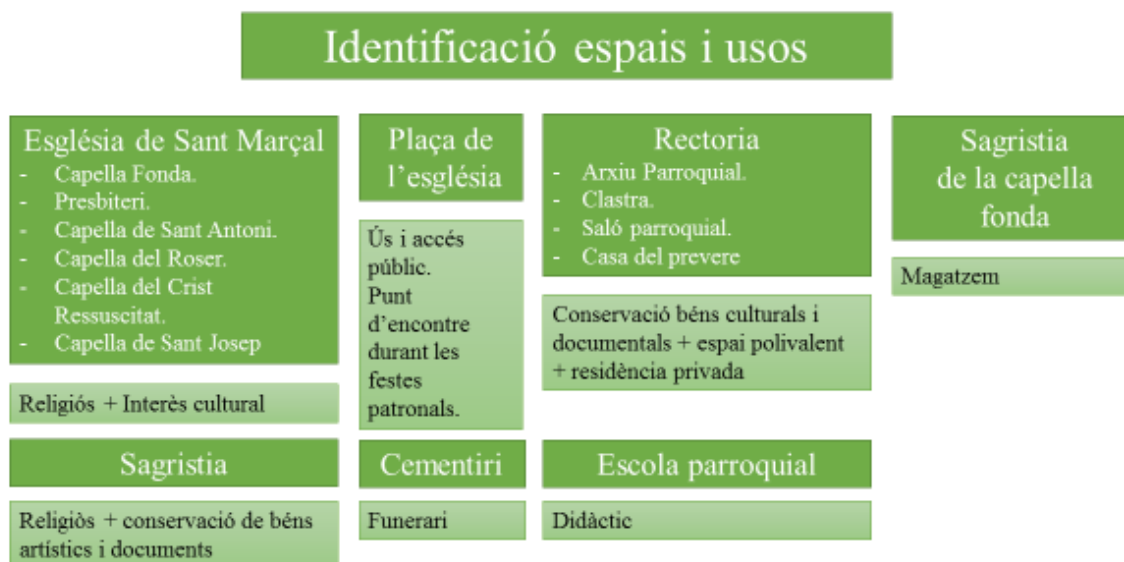 Identificació espais i usos
Església de Sant Marçal
- Capella Fonda.
- Presbiteri.
- Capella de Sant Antoni.
- Capella del Roser.
- Capella del Crist
Ressuscitat.
- Capella de Sant Josep
Religiós + Interès cultural
Plaça de
l’església
Ús i accés
públic.
Punt
d’encontre
durant les
festes
patronals.
Rectoria
- Arxiu Parroquial.
- Clastra.
- Saló parroquial.
- Casa del prevere
Conservació béns culturals i
documentals + espai polivalent
+ residència privada
Sagristia
de la capella
fonda
Magatzem
Sagristia
Religiòs + conservació de béns
artístics i documents
Cementiri
Funerari
Escola parroquial
Didàctic